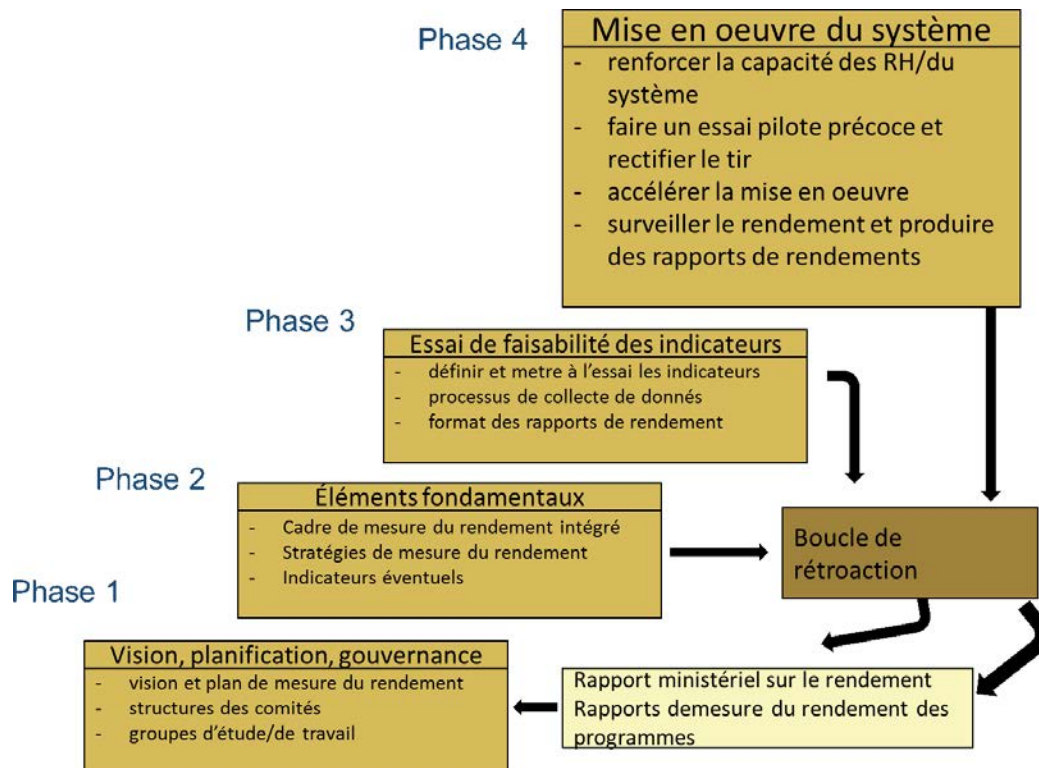 Phase 4
Mise en oeuvre du système
- renforcer la capacité des RH/du
système
- faire un essai pilote précoce et
rectifier le tir
- accélérer la mise en oeuvre
- surveiller le rendement et produire
des rapports de rendements
Phase 3
Essai de faisabilité des indicateurs
- définir et metre à l'essai les indicateurs
- processus de collecte de donnés
- format des rapports de rendement
Phase 2
Éléments fondamentaux
- Cadre de mesure du rendement intégré
- Stratégies de mesure du rendement
- Indicateurs éventuels
Boucle de
rétroaction
Phase 1
Vision, planification, gouvernance
- vision et plan de mesure du rendement
- structures des comités
- groupes d'étude/de travail
Rapport ministériel sur le rendement
Rapports demesure du rendement des
programmes